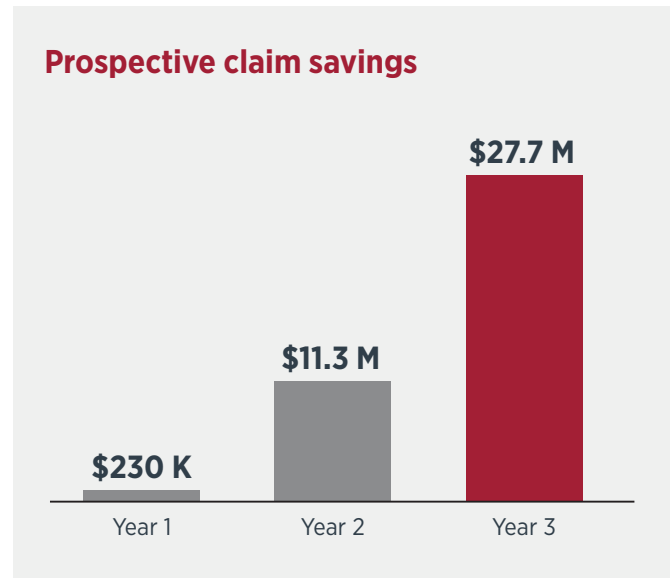 Prospective claim savings
$27.7 M
$11.3 M
$230 K
Year 1
Year 2
Year 3